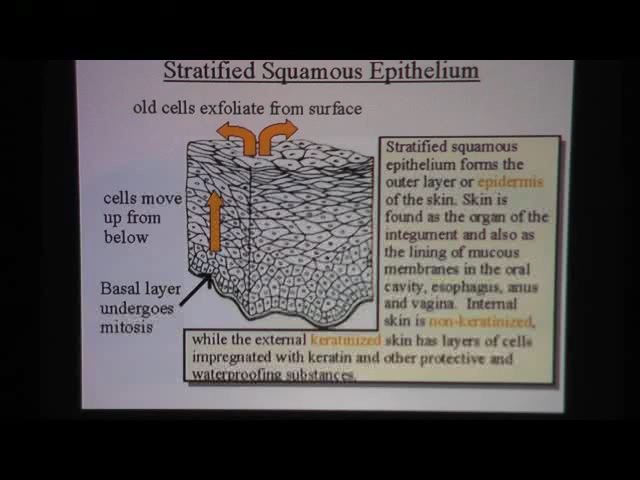 Stratified Squamous Epithelium
old cells exfoliate from surface
cells move
up from
below
Basal layer
undergoes
mitosis
Stratified squamous
epithelium forms the
outer layer or epidermis
of the skin. Skin is
found as the organ of the
integument and also as
the lining of mucous
membranes in the oral
cavity, esophagus, anus
and vagina. Internal
skin is non-keratinized,
while the external keratinized skin has layers of cells
impregnated with keratin and other protective and
waterproofing substances.